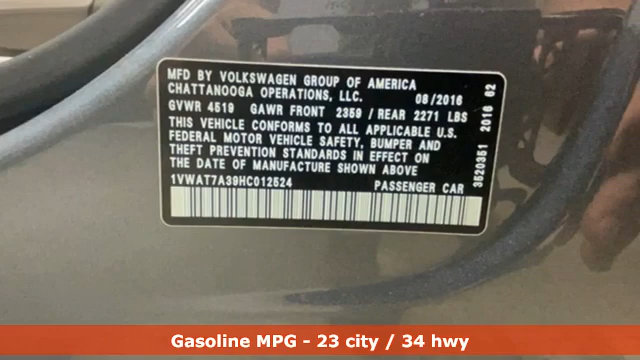 MFD BY VOLKSWAGEN GROUP OF AMERICA
CHATTANOOGA OPERATIONS, LLC. 08/2016
GVWR 4519 GAWR FRONT 2359 / REAR 2271 LBS
THIS VEHICLE CONFORMS TO ALL APPLICABLE U.S.
FEDERAL MOTOR VEHICLE SAFETY, BUMPER AND
THEFT PREVENTION STANDARDS IN EFFECT ON
THE DATE OF MANUFACTURE SHOWN ABOVE
1VWAT7A39HC012524 PASSENGER CAR
3520351 2016 62
Gasoline MPG - 23 city / 34 hwy